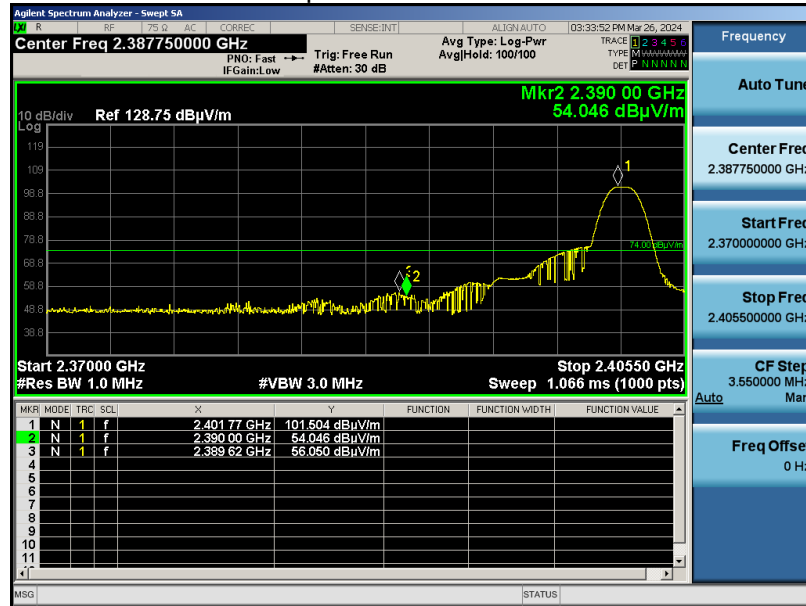 Agilent Spectrum Analyzer - Swept SA
LXI R RF 75 Ω AC CORREC SENSE:INT ALIGN AUTO 03:33:52 PM Mar 26, 2024
Center Freq 2.387750000 GHz
PNO: Fast
IFGain:Low
Trig: Free Run
#Atten: 30 dB
Avg Type: Log-Pwr
Avg|Hold: 100/100
TRACE 1 2 3 4 5 6
TYPE M
DET P N N N N N
Mkr2 2.390 00 GHz
54.046 dBµV/m
10 dB/div Ref 128.75 dBµV/m
Log
119
109
98.8
88.8
78.8
68.8
58.8
48.8
38.8
1
2
74.00 dBµV/m
Start 2.37000 GHz Stop 2.40550 GHz
#Res BW 1.0 MHz #VBW 3.0 MHz Sweep 1.066 ms (1000 pts)
MKR MODE TRC SCL X Y FUNCTION FUNCTION WIDTH FUNCTION VALUE
1 N 1 f 2.401 77 GHz 101.504 dBµV/m
2 N 1 f 2.390 00 GHz 54.046 dBµV/m
3 N 1 f 2.389 62 GHz 56.050 dBµV/m
4
5
6
7
8
9
10
11
MSG STATUS
Frequency
Auto Tune
Center Freq
2.387750000 GHz
Start Freq
2.370000000 GHz
Stop Freq
2.405500000 GHz
CF Step
3.550000 MHz
Auto Man
Freq Offset
0 Hz